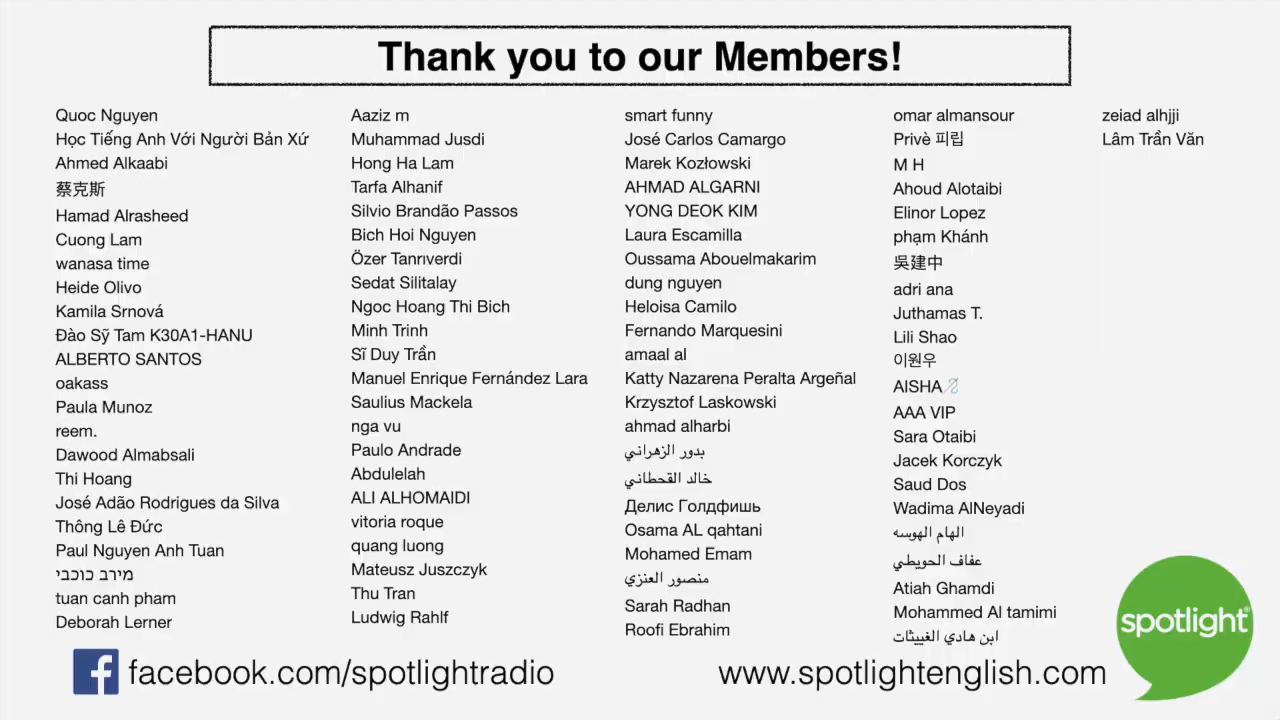 Thank you to our Members!
Quoc Nguyen
Học Tiếng Anh Với Người Bản Xứ
Ahmed Alkaabi
蔡克斯
Hamad Alrasheed
Cuong Lam
wanasa time
Heide Olivo
Kamila Srnová
Đào Sỹ Tam K30A1-HANU
ALBERTO SANTOS
oakass
Paula Munoz
reem.
Dawood Almabsali
Thi Hoang
José Adão Rodrigues da Silva
Thông Lê Đức
Paul Nguyen Anh Tuan
מירב כוכבי
tuan canh pham
Deborah Lerner
Aaziz m
Muhammad Jusdi
Hong Ha Lam
Tarfa Alhanif
Silvio Brandão Passos
Bich Hoi Nguyen
Özer Tanrıverdi
Sedat Silitalay
Ngoc Hoang Thi Bich
Minh Trinh
Sĩ Duy Trần
Manuel Enrique Fernández Lara
Saulius Mackela
nga vu
Paulo Andrade
Abdulelah
ALI ALHOMAIDI
vitoria roque
quang luong
Mateusz Juszczyk
Thu Tran
Ludwig Rahlf
smart funny
José Carlos Camargo
Marek Kozłowski
AHMAD ALGARNI
YONG DEOK KIM
Laura Escamilla
Oussama Abouelmakarim
dung nguyen
Heloisa Camilo
Fernando Marquesini
amaal al
Katty Nazarena Peralta Argeñal
Krzysztof Laskowski
ahmad alharbi
بدور الزهراني
خالد القحطاني
Делис Голдфишь
Osama AL qahtani
Mohamed Emam
منصور العنزي
Sarah Radhan
Roofi Ebrahim
omar almansour
Privè 피립
M H
Ahoud Alotaibi
Elinor Lopez
phạm Khánh
吳建中
adri ana
Juthamas T.
Lili Shao
이원우
AISHA🧷
AAA VIP
Sara Otaibi
Jacek Korczyk
Saud Dos
Wadima AlNeyadi
الهام الهوسه
عفاف الحويطي
Atiah Ghamdi
Mohammed Al tamimi
ابن هادي الغييثات
zeiad alhjji
Lâm Trần Văn
facebook.com/spotlightradio
www.spotlightenglish.com
spotlight®